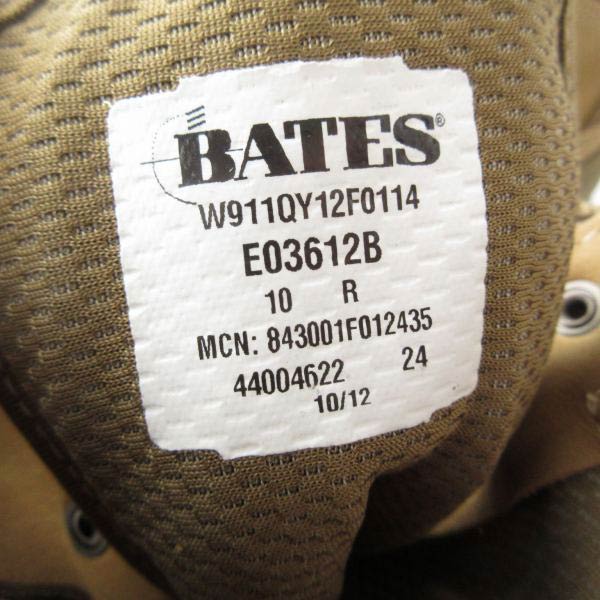 BATES®
W911QY12F0114
E03612B
10 R
MCN: 843001F012435
44004622 24
10/12